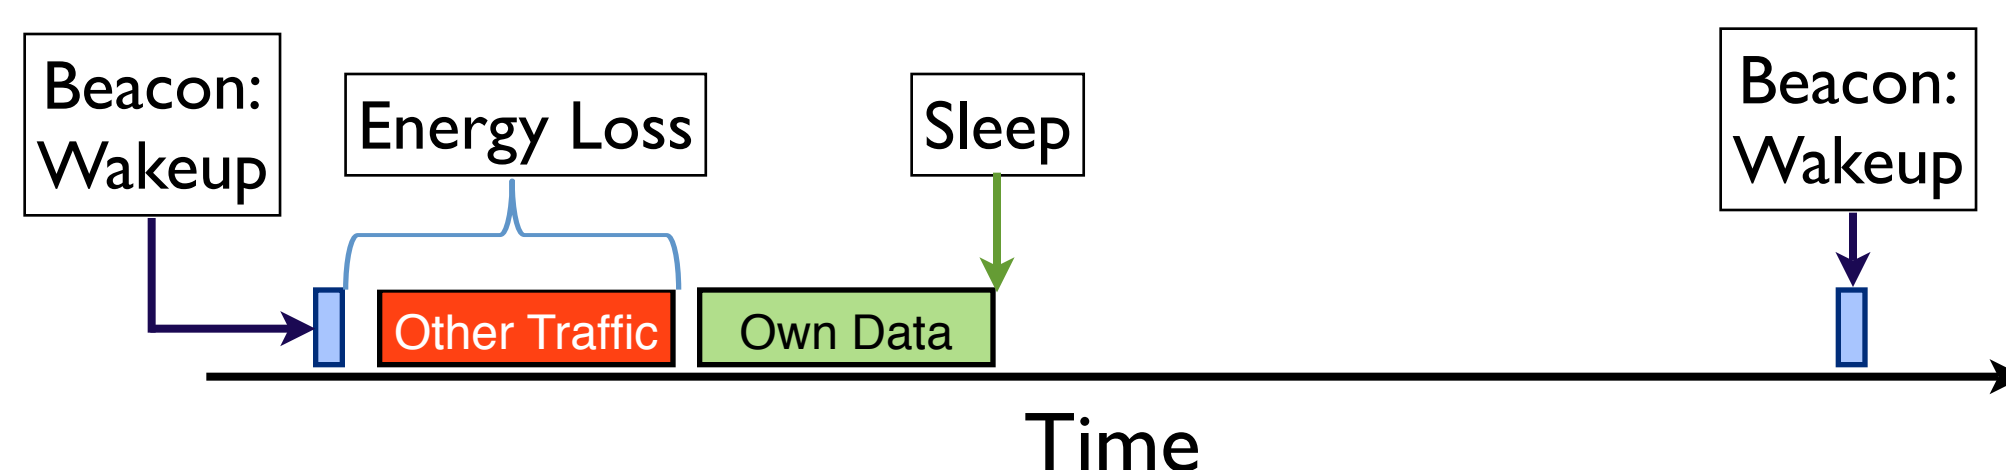 Beacon:
Wakeup
Energy Loss
Sleep
Beacon:
Wakeup
Other Traffic
Own Data
Time